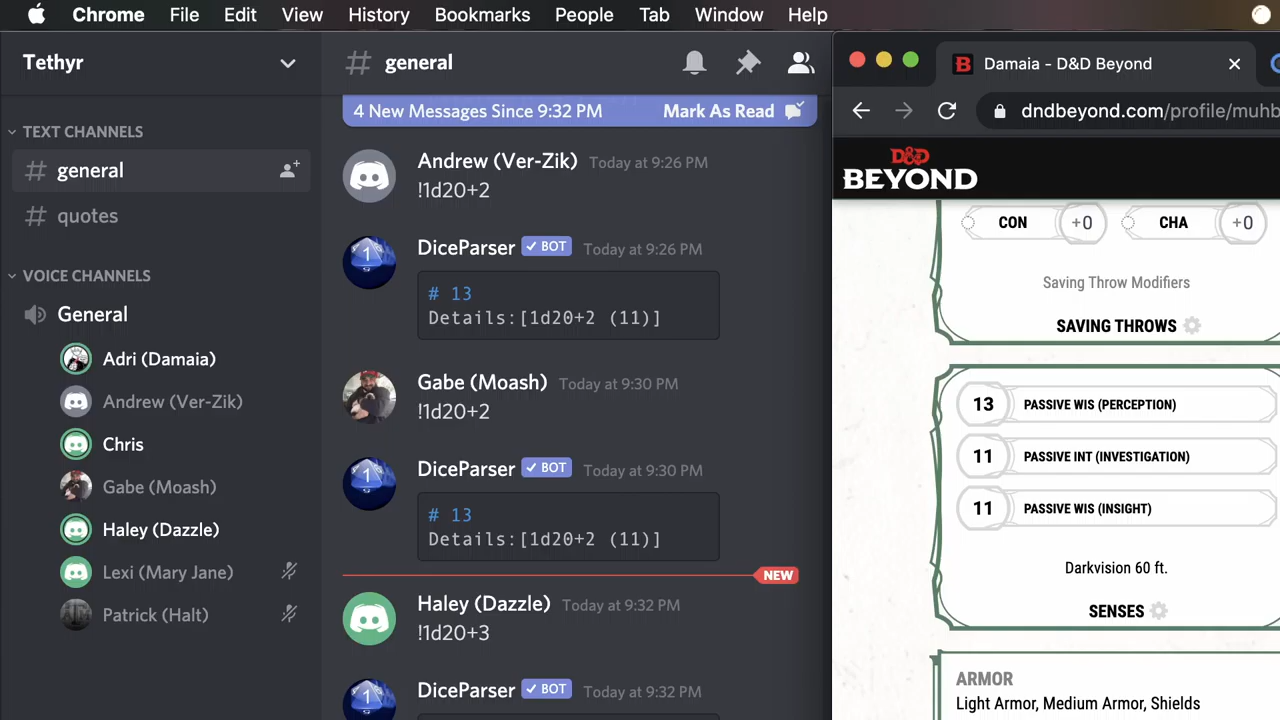 Chrome File Edit View History Bookmarks People Tab Window Help
Tethyr
TEXT CHANNELS
# general
# quotes
VOICE CHANNELS
General
Adri (Damaia)
Andrew (Ver-Zik)
Chris
Gabe (Moash)
Haley (Dazzle)
Lexi (Mary Jane)
Patrick (Halt)
# general
4 New Messages Since 9:32 PM Mark As Read
Andrew (Ver-Zik) Today at 9:26 PM
!1d20+2
1
DiceParser ✓ BOT Today at 9:26 PM
# 13
Details:[1d20+2 (11)]
Gabe (Moash) Today at 9:30 PM
!1d20+2
1
DiceParser ✓ BOT Today at 9:30 PM
# 13
Details:[1d20+2 (11)]
NEW
Haley (Dazzle) Today at 9:32 PM
!1d20+3
1
DiceParser ✓ BOT Today at 9:32 PM
B Damaia - D&D Beyond
dndbeyond.com/profile/muhb
D&D
BEYOND
CON +0 CHA +0
Saving Throw Modifiers
SAVING THROWS
13 PASSIVE WIS (PERCEPTION)
11 PASSIVE INT (INVESTIGATION)
11 PASSIVE WIS (INSIGHT)
Darkvision 60 ft.
SENSES
ARMOR
Light Armor, Medium Armor, Shields